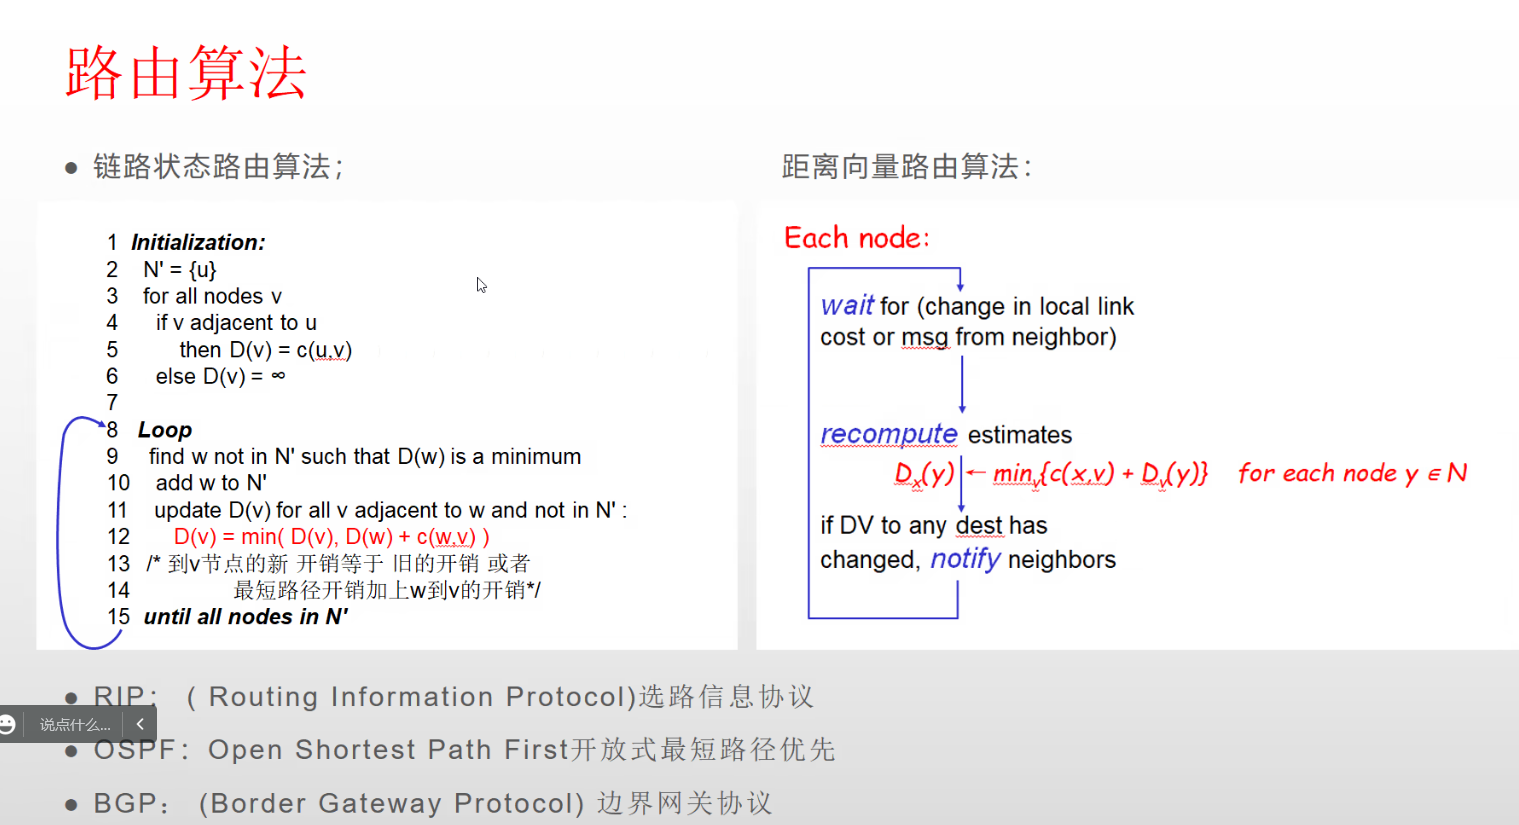 路由算法
● 链路状态路由算法；
1 Initialization:
2 N' = {u}
3 for all nodes v
4 if v adjacent to u
5 then D(v) = c(u,v)
6 else D(v) = ∞
7
8 Loop
9 find w not in N' such that D(w) is a minimum
10 add w to N'
11 update D(v) for all v adjacent to w and not in N' :
12 D(v) = min( D(v), D(w) + c(w,v) )
13 /* 到v节点的新 开销等于 旧的开销 或者
14 最短路径开销加上w到v的开销*/
15 until all nodes in N'
距离向量路由算法：
Each node:
wait for (change in local link
cost or msg from neighbor)
recompute estimates
Dx(y) ← minv{c(x,v) + Dv(y)} for each node y ∈ N
if DV to any dest has
changed, notify neighbors
● RIP： ( Routing Information Protocol)选路信息协议
说点什么...
● OSPF：Open Shortest Path First开放式最短路径优先
● BGP： (Border Gateway Protocol) 边界网关协议